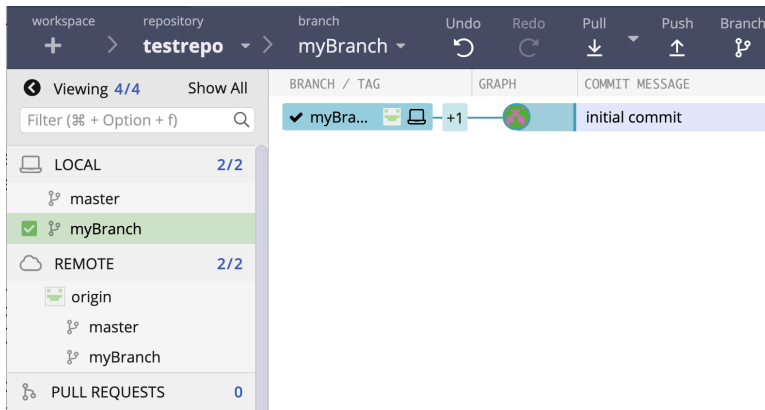 workspace repository branch Undo Redo Pull Push Branch
testrepo myBranch
Viewing 4/4 Show All
BRANCH / TAG GRAPH COMMIT MESSAGE
Filter (⌘ + Option + f)
myBra... +1 initial commit
LOCAL 2/2
master
myBranch
REMOTE 2/2
origin
master
myBranch
PULL REQUESTS 0